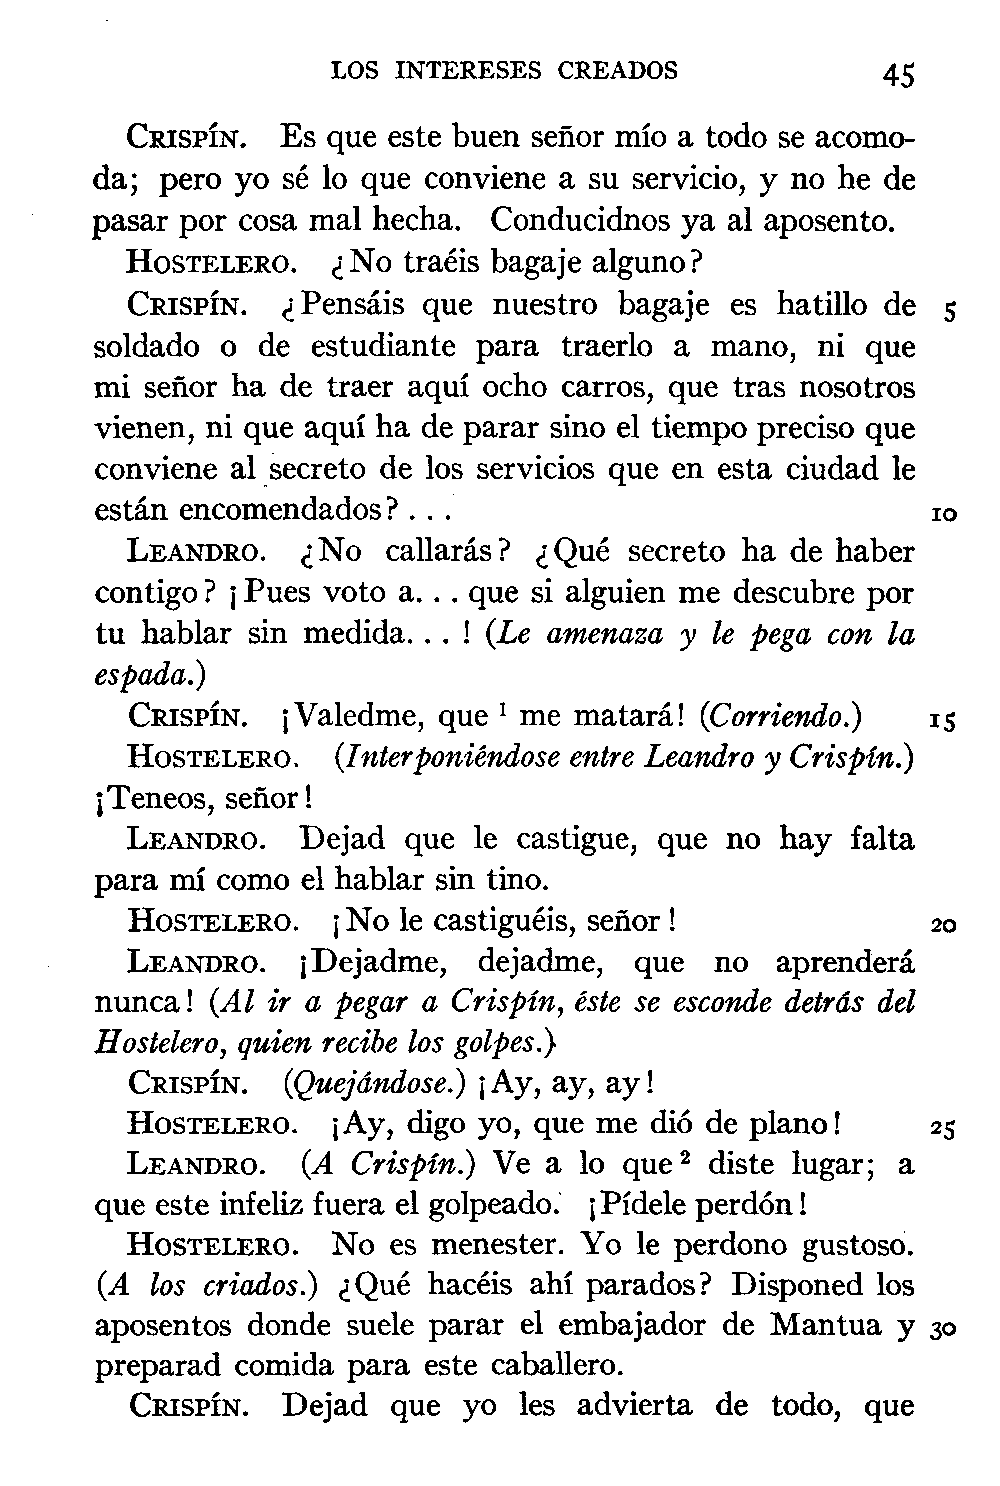 LOS INTERESES CREADOS 45
CRISPÍN. Es que este buen señor mío a todo se acomo-
da; pero yo sé lo que conviene a su servicio, y no he de
pasar por cosa mal hecha. Conducidnos ya al aposento.
HOSTELERO. ¿No traéis bagaje alguno?
CRISPÍN. ¿Pensáis que nuestro bagaje es hatillo de 5
soldado o de estudiante para traerlo a mano, ni que
mi señor ha de traer aquí ocho carros, que tras nosotros
vienen, ni que aquí ha de parar sino el tiempo preciso que
conviene al secreto de los servicios que en esta ciudad le
están encomendados? . . . 10
LEANDRO. ¿No callarás? ¿Qué secreto ha de haber
contigo? ¡Pues voto a. . . que si alguien me descubre por
tu hablar sin medida. . . ! (Le amenaza y le pega con la
espada.)
CRISPÍN. ¡Valedme, que 1 me matará! (Corriendo.) 15
HOSTELERO. (Interponiéndose entre Leandro y Crispín.)
¡Teneos, señor!
LEANDRO. Dejad que le castigue, que no hay falta
para mí como el hablar sin tino.
HOSTELERO. ¡No le castiguéis, señor! 20
LEANDRO. ¡Dejadme, dejadme, que no aprenderá
nunca! (Al ir a pegar a Crispín, éste se esconde detrás del
Hostelero, quien recibe los golpes.)
CRISPÍN. (Quejándose.) ¡Ay, ay, ay!
HOSTELERO. ¡Ay, digo yo, que me dió de plano! 25
LEANDRO. (A Crispín.) Ve a lo que 2 diste lugar; a
que este infeliz fuera el golpeado. ¡Pídele perdón!
HOSTELERO. No es menester. Yo le perdono gustoso.
(A los criados.) ¿Qué hacéis ahí parados? Disponed los
aposentos donde suele parar el embajador de Mantua y 30
preparad comida para este caballero.
CRISPÍN. Dejad que yo les advierta de todo, que